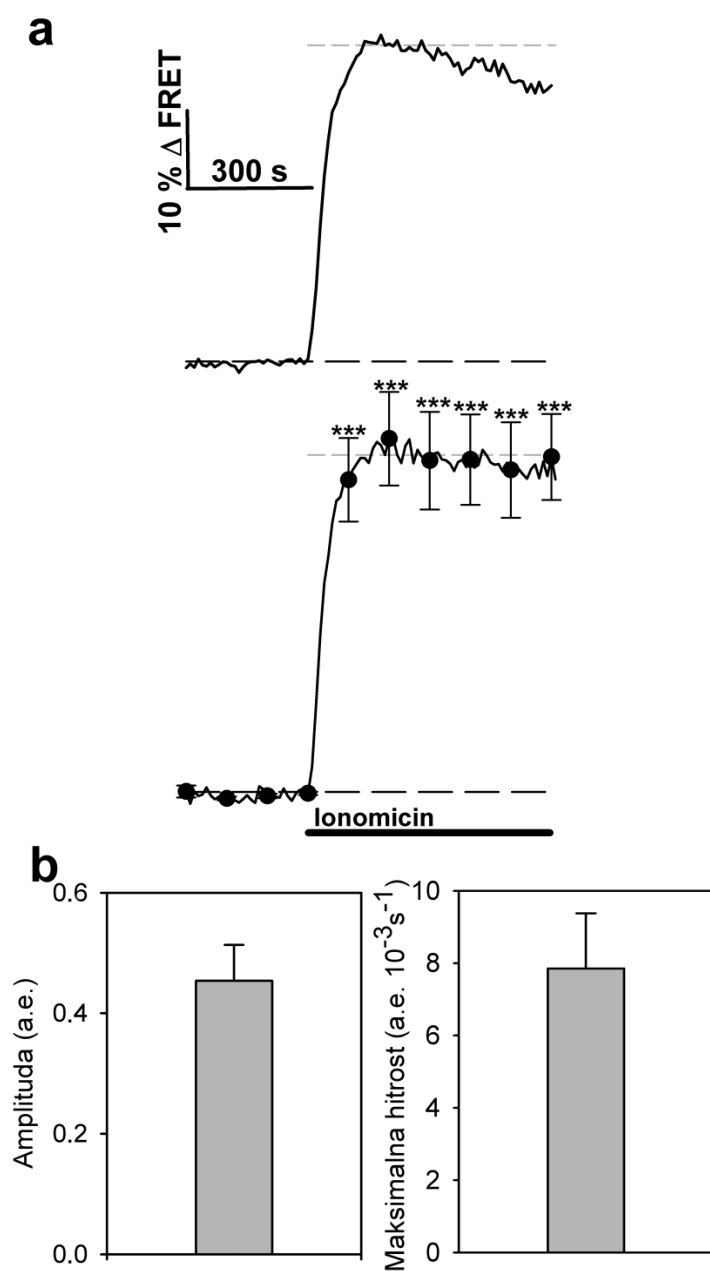 a
10 % Δ FRET
300 s
***
***
***
***
***
***
Ionomicin
b
Amplituda (a.e.)
0.6
0.4
0.2
0.0
Maksimalna hitrost (a.e. 10⁻³s⁻¹)
10
8
6
4
2
0